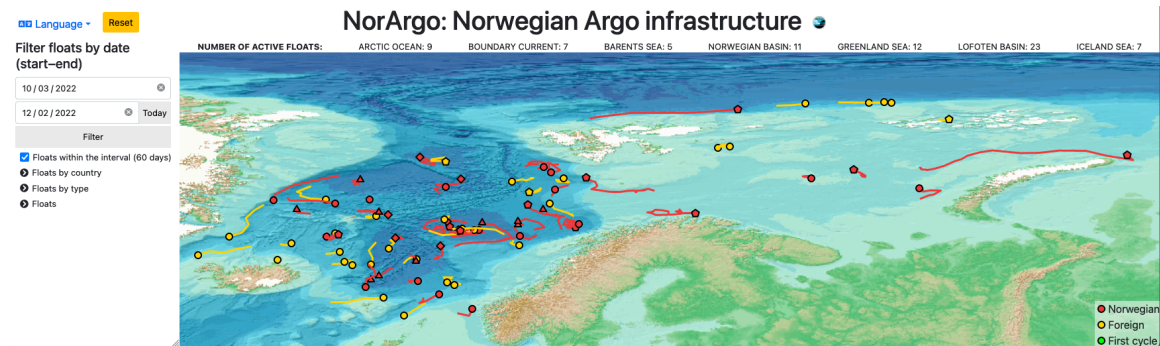 Language
Reset
NorArgo: Norwegian Argo infrastructure
Filter floats by date
(start–end)
10 / 03 / 2022
12 / 02 / 2022
Today
Filter
Floats within the interval (60 days)
Floats by country
Floats by type
Floats
NUMBER OF ACTIVE FLOATS: ARCTIC OCEAN: 9 BOUNDARY CURRENT: 7 BARENTS SEA: 5 NORWEGIAN BASIN: 11 GREENLAND SEA: 12 LOFOTEN BASIN: 23 ICELAND SEA: 7
Norwegian
Foreign
First cycle